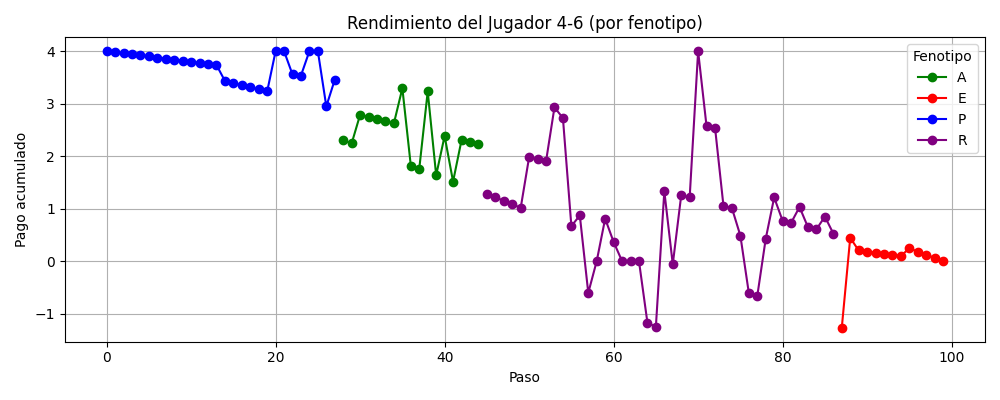 Rendimiento del Jugador 4-6 (por fenotipo)
Pago acumulado
4
3
2
1
0
−1
0 20 40 60 80 100
Paso
Fenotipo
A
E
P
R